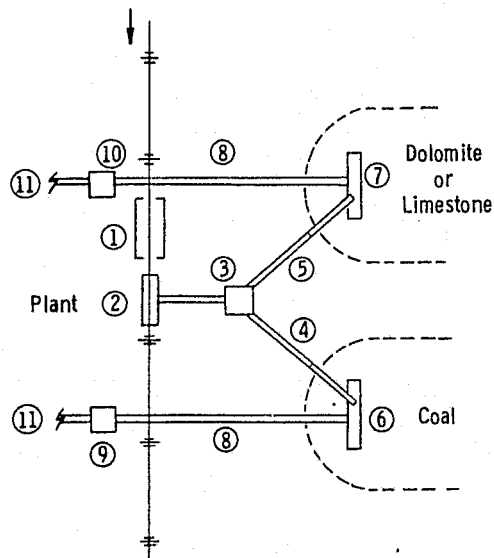 ⑩
⑧
⑪
⑦
Dolomite
or
Limestone
①
③
⑤
Plant
②
④
⑪
⑥
Coal
⑨
⑧